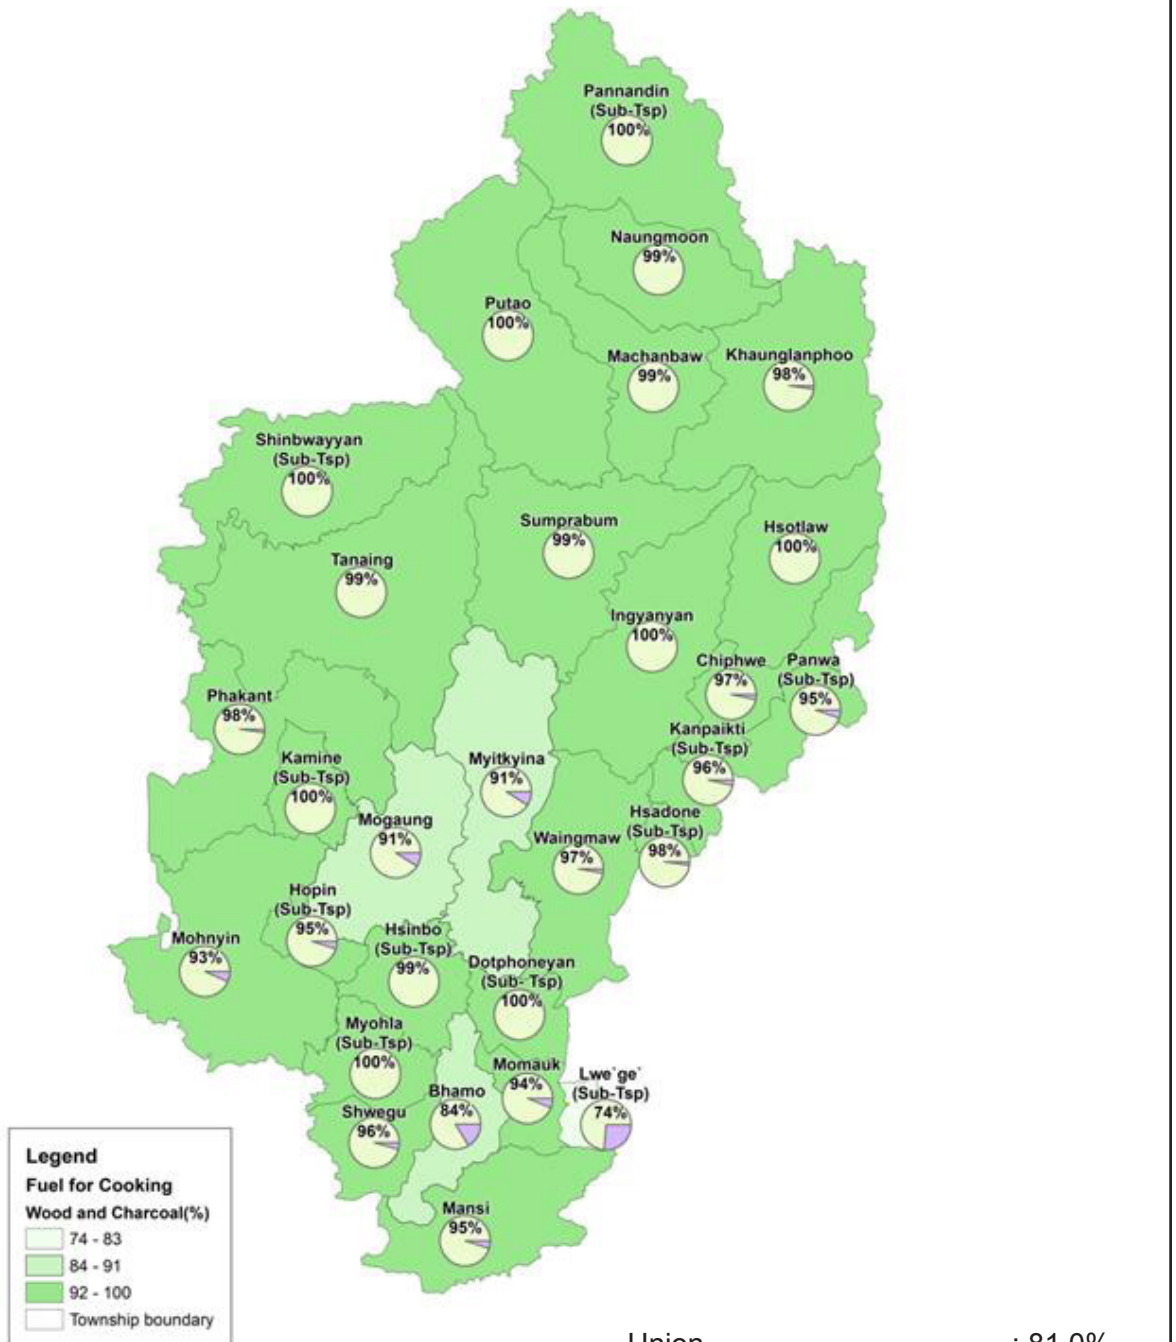 Pannandin
(Sub-Tsp)
100%
Naungmoon
99%
Putao
100%
Machanbaw
99%
Khaunglanphoo
98%
Shinbwayyan
(Sub-Tsp)
100%
Sumprabum
99%
Hsotlaw
100%
Tanaing
99%
Ingyanyan
100%
Chiphwe
97%
Panwa
(Sub-Tsp)
95%
Phakant
98%
Kanpaikti
(Sub-Tsp)
96%
Kamine
(Sub-Tsp)
100%
Myitkyina
91%
Mogaung
91%
Waingmaw
97%
Hsadone
(Sub-Tsp)
98%
Hopin
(Sub-Tsp)
95%
Mohnyin
93%
Hsinbo
(Sub-Tsp)
99%
Dotphoneyan
(Sub- Tsp)
100%
Myohla
(Sub-Tsp)
100%
Momauk
94%
Lwe`ge`
(Sub-Tsp)
74%
Bhamo
84%
Shwegu
96%
Mansi
95%
Legend
Fuel for Cooking
Wood and Charcoal(%)
74 - 83
84 - 91
92 - 100
Township boundary
Union : 81.0%